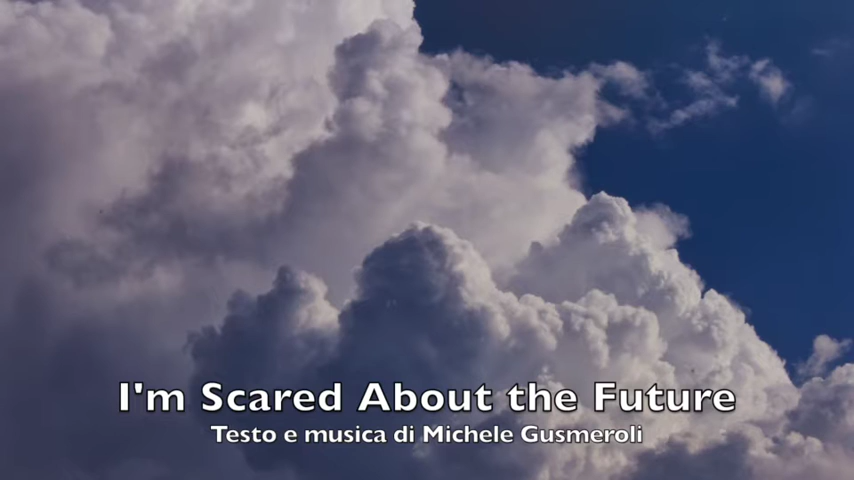 I'm Scared About the Future
Testo e musica di Michele Gusmeroli